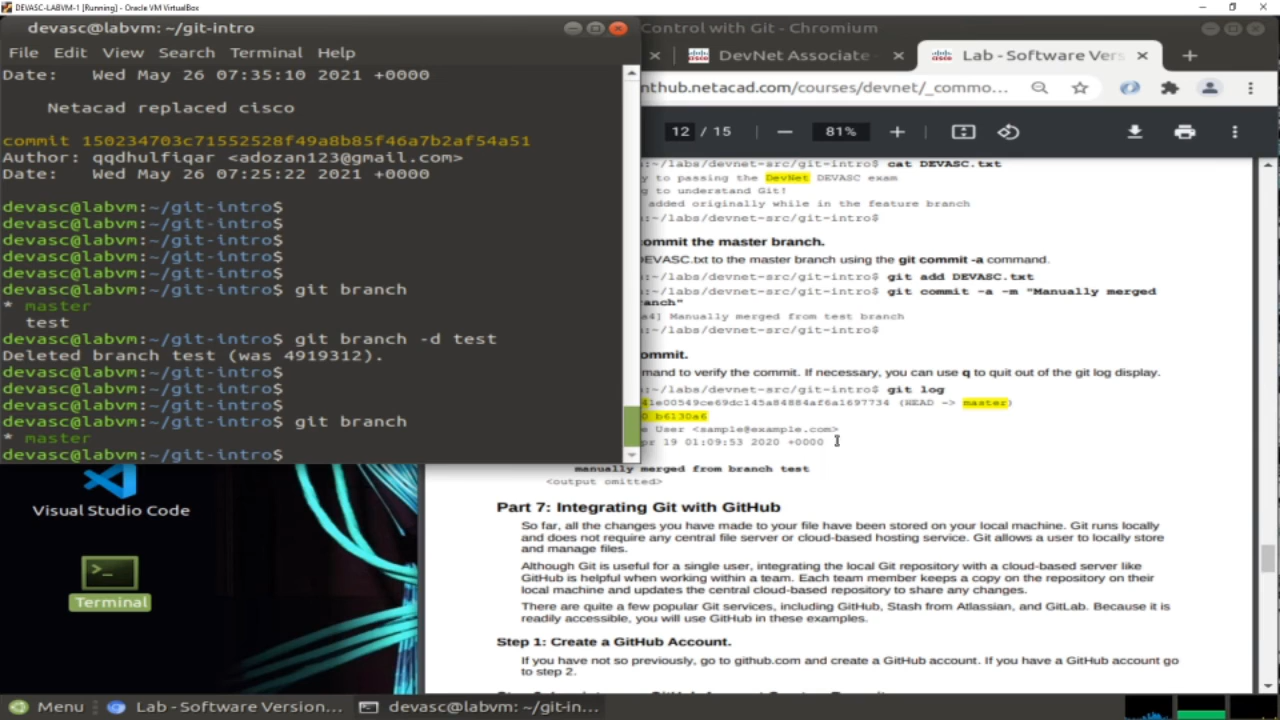 DEVASC-LABVM-1 [Running] - Oracle VM VirtualBox
devasc@labvm: ~/git-intro
File Edit View Search Terminal Help
Date: Wed May 26 07:35:10 2021 +0000
Netacad replaced cisco
commit 150234703c71552528f49a8b85f46a7b2af54a51
Author: qqdhulfiqar <adozan123@gmail.com>
Date: Wed May 26 07:25:22 2021 +0000
devasc@labvm:~/git-intro$
devasc@labvm:~/git-intro$
devasc@labvm:~/git-intro$
devasc@labvm:~/git-intro$
devasc@labvm:~/git-intro$
devasc@labvm:~/git-intro$ git branch
* master
test
devasc@labvm:~/git-intro$ git branch -d test
Deleted branch test (was 4919312).
devasc@labvm:~/git-intro$
devasc@labvm:~/git-intro$
devasc@labvm:~/git-intro$
devasc@labvm:~/git-intro$ git branch
* master
devasc@labvm:~/git-intro$
Control with Git - Chromium
DevNet Associate
Lab - Software Vers
nthub.netacad.com/courses/devnet/_commo...
12 / 15
81%
:~/labs/devnet-src/git-intro$ cat DEVASC.txt
y to passing the DevNet DEVASC exam
g to understand Git!
added originally while in the feature branch
:~/labs/devnet-src/git-intro$
ommit the master branch.
EVASC.txt to the master branch using the git commit -a command.
:~/labs/devnet-src/git-intro$ git add DEVASC.txt
:~/labs/devnet-src/git-intro$ git commit -a -m "Manually merged
anch"
a4] Manually merged from test branch
:~/labs/devnet-src/git-intro$
ommit.
mand to verify the commit. If necessary, you can use q to quit out of the git log display.
:~/labs/devnet-src/git-intro$ git log
41e00549ce69dc145a84884af6a1697734 (HEAD -> master)
0 b6130a6
e User <sample@example.com>
pr 19 01:09:53 2020 +0000
manually merged from branch test
<output omitted>
Part 7: Integrating Git with GitHub
So far, all the changes you have made to your file have been stored on your local machine. Git runs locally
and does not require any central file server or cloud-based hosting service. Git allows a user to locally store
and manage files.
Although Git is useful for a single user, integrating the local Git repository with a cloud-based server like
GitHub is helpful when working within a team. Each team member keeps a copy on the repository on their
local machine and updates the central cloud-based repository to share any changes.
There are quite a few popular Git services, including GitHub, Stash from Atlassian, and GitLab. Because it is
readily accessible, you will use GitHub in these examples.
Step 1: Create a GitHub Account.
If you have not so previously, go to github.com and create a GitHub account. If you have a GitHub account go
to step 2.
Visual Studio Code
Terminal
Menu
Lab - Software Version...
devasc@labvm: ~/git-in...